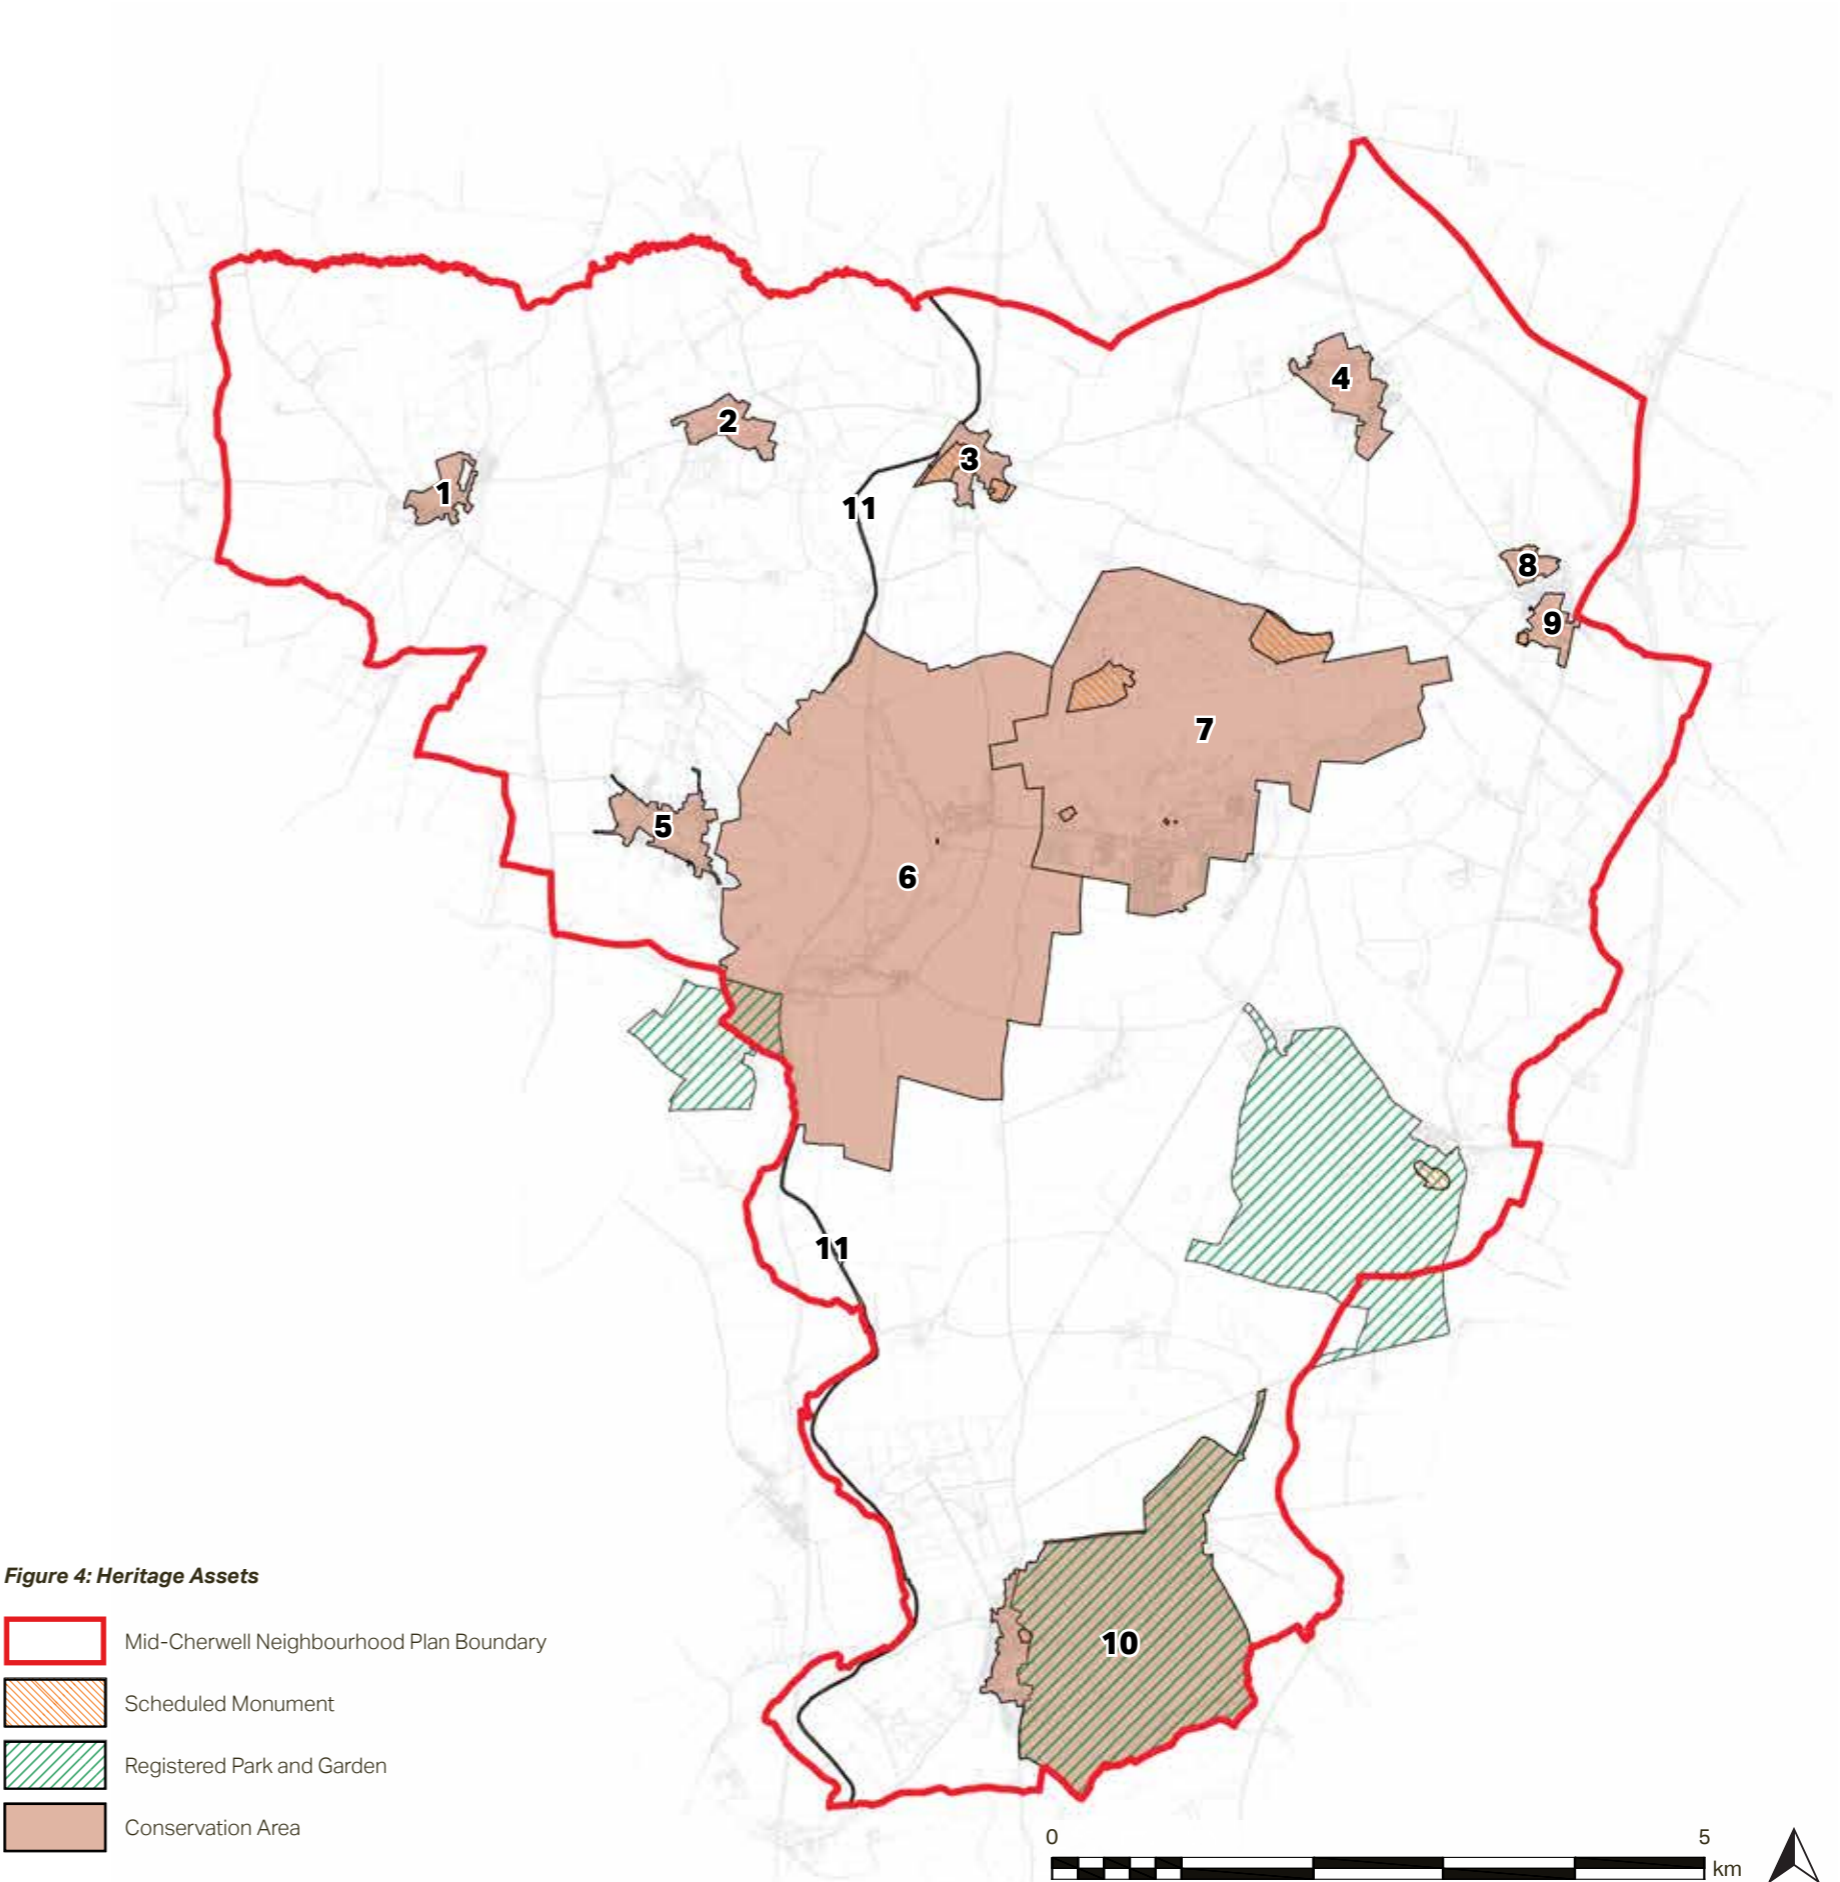 4
2
3
1
11
8
9
7
5
6
11
10
Figure 4: Heritage Assets
Mid-Cherwell Neighbourhood Plan Boundary
Scheduled Monument
Registered Park and Garden
Conservation Area
0 5
km